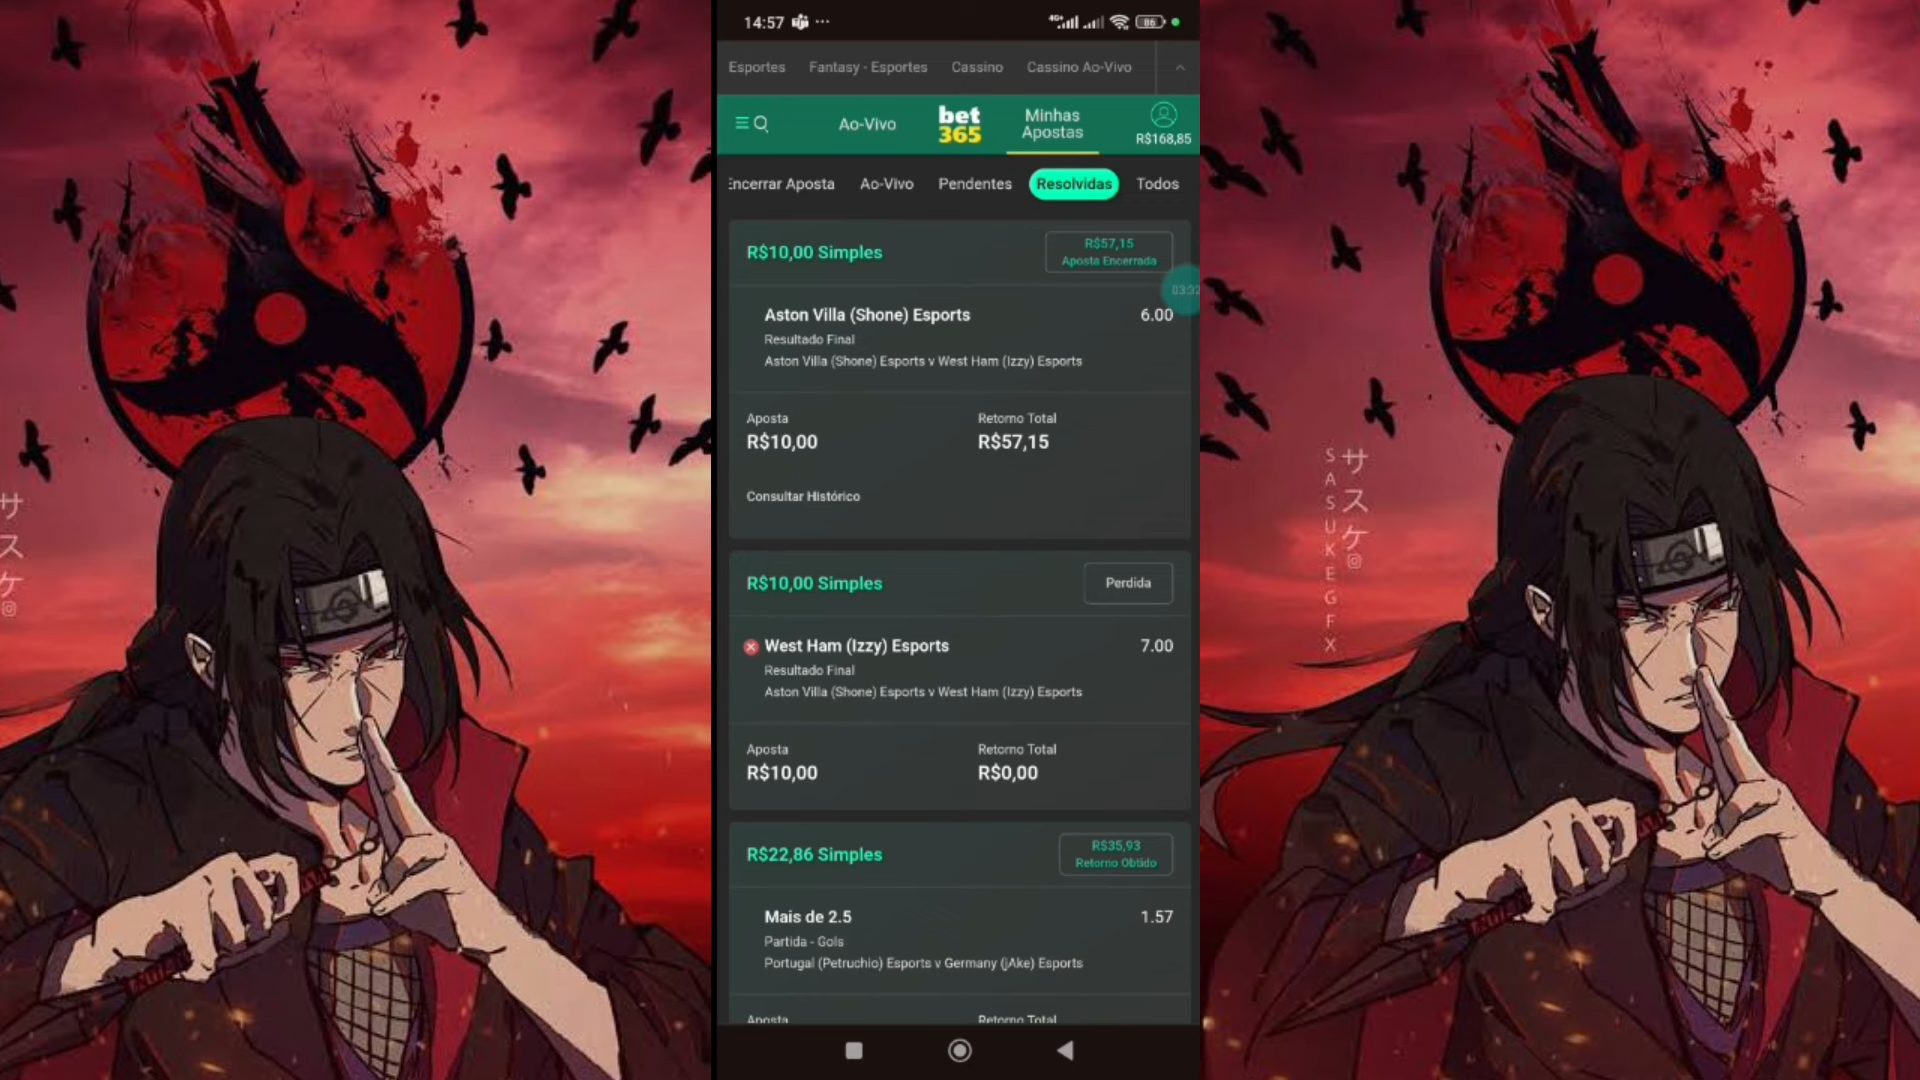 14:57
4G+
86
Esportes Fantasy - Esportes Cassino Cassino Ao-Vivo
Ao-Vivo
bet
365
Minhas
Apostas
R$168,85
Encerrar Aposta Ao-Vivo Pendentes Resolvidas Todos
R$10,00 Simples
R$57,15
Aposta Encerrada
03:32
Aston Villa (Shone) Esports 6.00
Resultado Final
Aston Villa (Shone) Esports v West Ham (Izzy) Esports
Aposta Retorno Total
R$10,00 R$57,15
Consultar Histórico
R$10,00 Simples Perdida
West Ham (Izzy) Esports 7.00
Resultado Final
Aston Villa (Shone) Esports v West Ham (Izzy) Esports
Aposta Retorno Total
R$10,00 R$0,00
R$22,86 Simples
R$35,93
Retorno Obtido
Mais de 2.5 1.57
Partida - Gols
Portugal (Petruchio) Esports v Germany (jAke) Esports
Aposta Retorno Total
サスケ
SASUKEGFX
サスケ